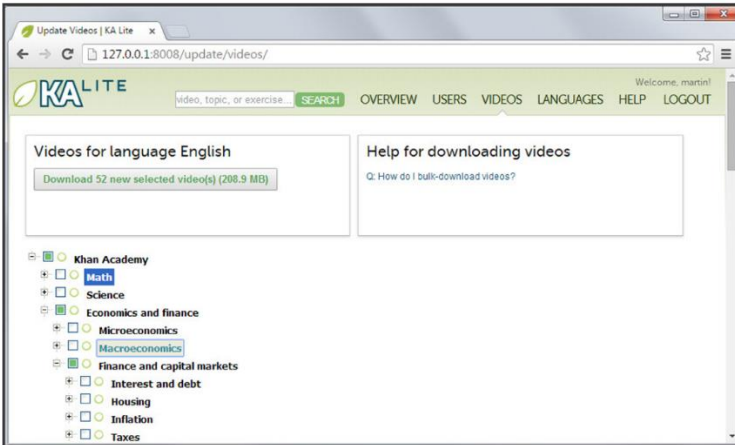 Update Videos | KA Lite
127.0.0.1:8008/update/videos/
Welcome, martin!
KA LITE
video, topic, or exercise... SEARCH OVERVIEW USERS VIDEOS LANGUAGES HELP LOGOUT
Videos for language English
Download 52 new selected video(s) (208.9 MB)
Help for downloading videos
Q: How do I bulk-download videos?
Khan Academy
Math
Science
Economics and finance
Microeconomics
Macroeconomics
Finance and capital markets
Interest and debt
Housing
Inflation
Taxes